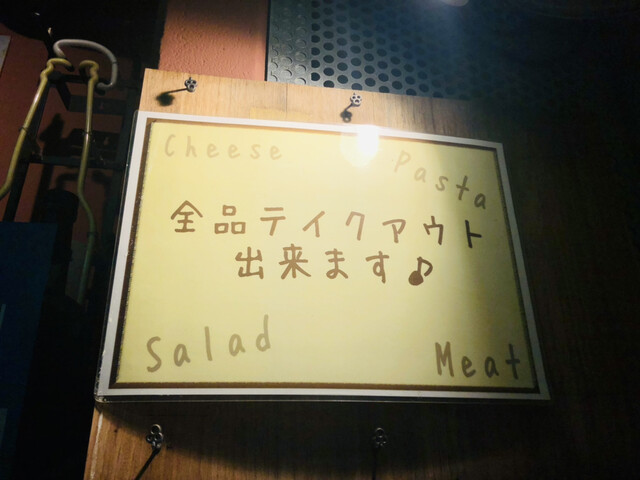 Cheese
Pasta
全品テイクアウト
出来ます♪
Salad
Meat